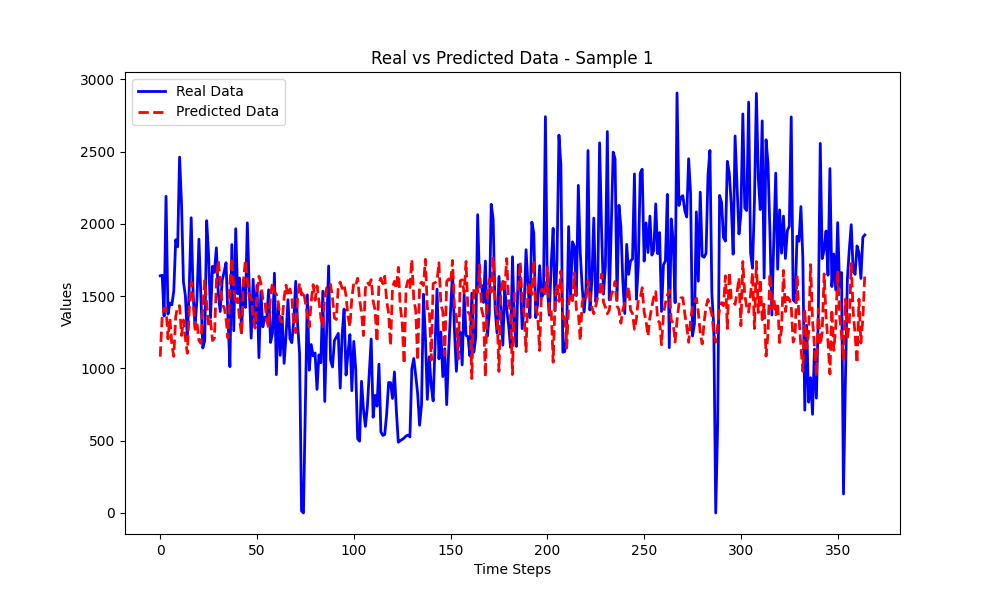 Real vs Predicted Data - Sample 1
Real Data
Predicted Data
Values
3000
2500
2000
1500
1000
500
0
0 50 100 150 200 250 300 350
Time Steps